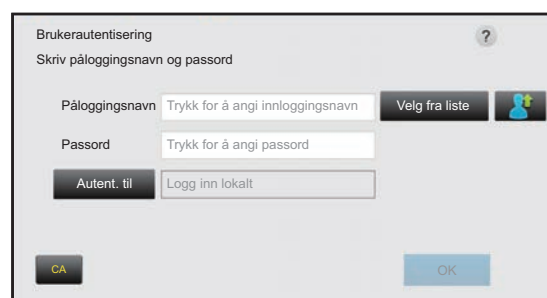 Brukerautentisering ?
Skriv påloggingsnavn og passord
Påloggingsnavn Trykk for å angi innloggingsnavn Velg fra liste
Passord Trykk for å angi passord
Autent. til Logg inn lokalt
CA OK